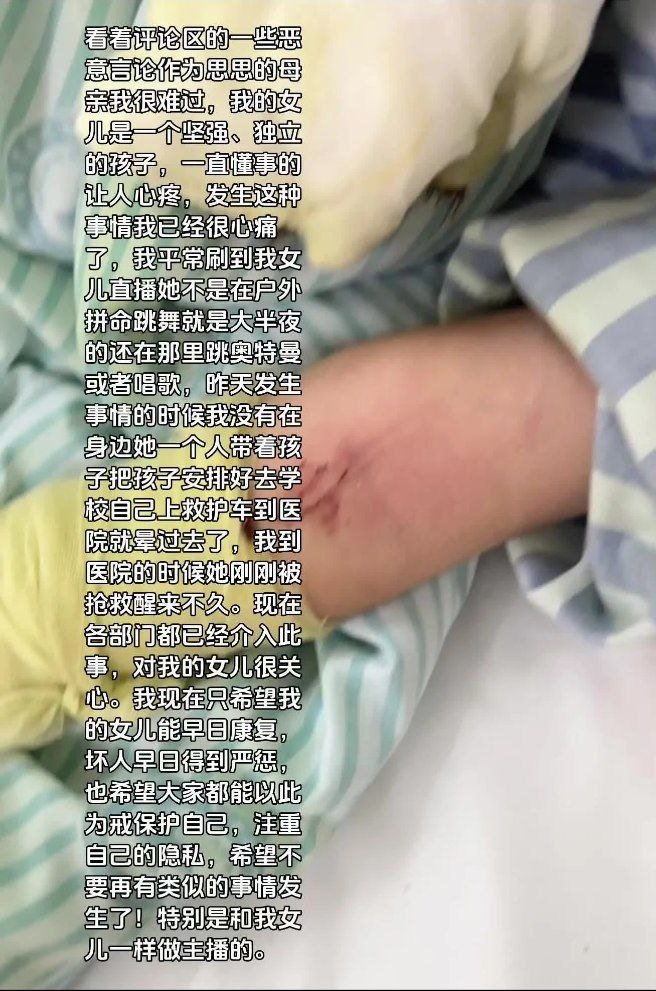 看着评论区的一些恶
意言论作为思思的母
亲我很难过，我的女
儿是一个坚强、独立
的孩子，一直懂事的
让人心疼，发生这种
事情我已经很心痛
了，我平常刷到我女
儿直播她不是在户外
拼命跳舞就是大半夜
的还在那里跳奥特曼
或者唱歌，昨天发生
事情的时候我没有在
身边她一个人带着孩
子把孩子安排好去学
校自己上救护车到医
院就晕过去了，我到
医院的时候她刚刚被
抢救醒来不久。现在
各部门都已经介入此
事，对我的女儿很关
心。我现在只希望我
的女儿能早日康复，
坏人早日得到严惩，
也希望大家都能以此
为戒保护自己，注重
自己的隐私，希望不
要再有类似的事情发
生了！特别是和我女
儿一样做主播的。